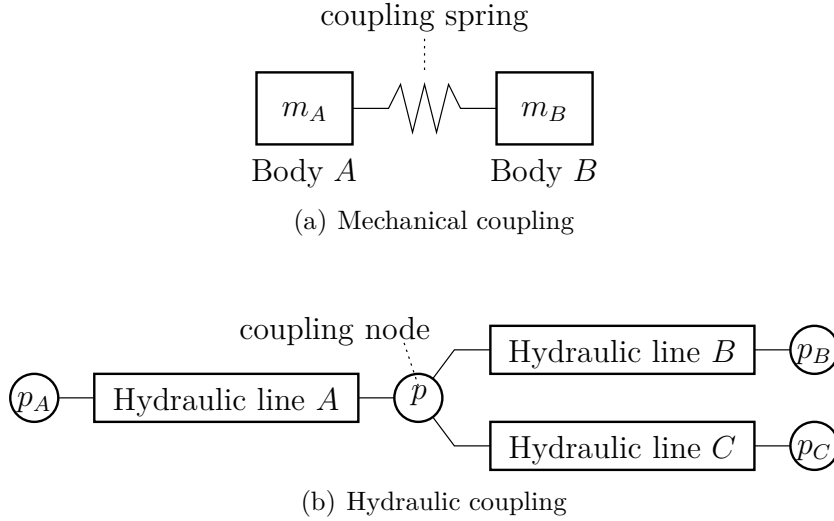 coupling spring
m_A
m_B
Body A
Body B
(a) Mechanical coupling
coupling node
Hydraulic line B
p_B
p_A
Hydraulic line A
p
Hydraulic line C
p_C
(b) Hydraulic coupling